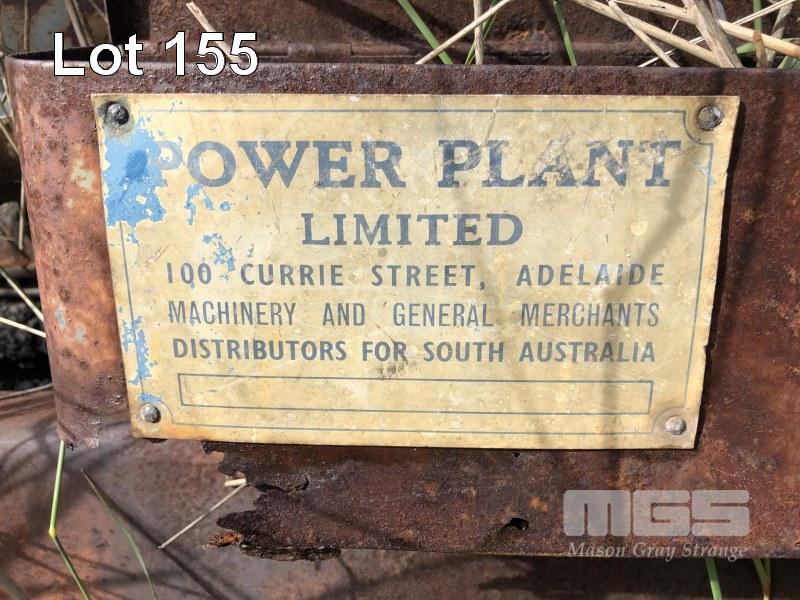 Lot 155
POWER PLANT
LIMITED
100 CURRIE STREET, ADELAIDE
MACHINERY AND GENERAL MERCHANTS
DISTRIBUTORS FOR SOUTH AUSTRALIA
MGS
Mason Gray Strange